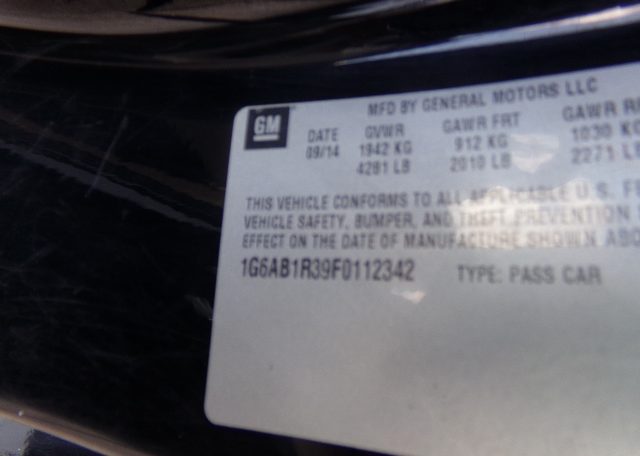 MFD BY GENERAL MOTORS LLC
GM DATE GVWR GAWR FRT GAWR
09/14 1942 KG 912 KG 1030 KG
4281 LB 2010 LB 2271 LB
THIS VEHICLE CONFORMS TO ALL APPLICABLE U.S.
VEHICLE SAFETY, BUMPER, AND THEFT PREVENTION
EFFECT ON THE DATE OF MANUFACTURE SHOWN ABO
1G6AB1R39F0112342 TYPE: PASS CAR